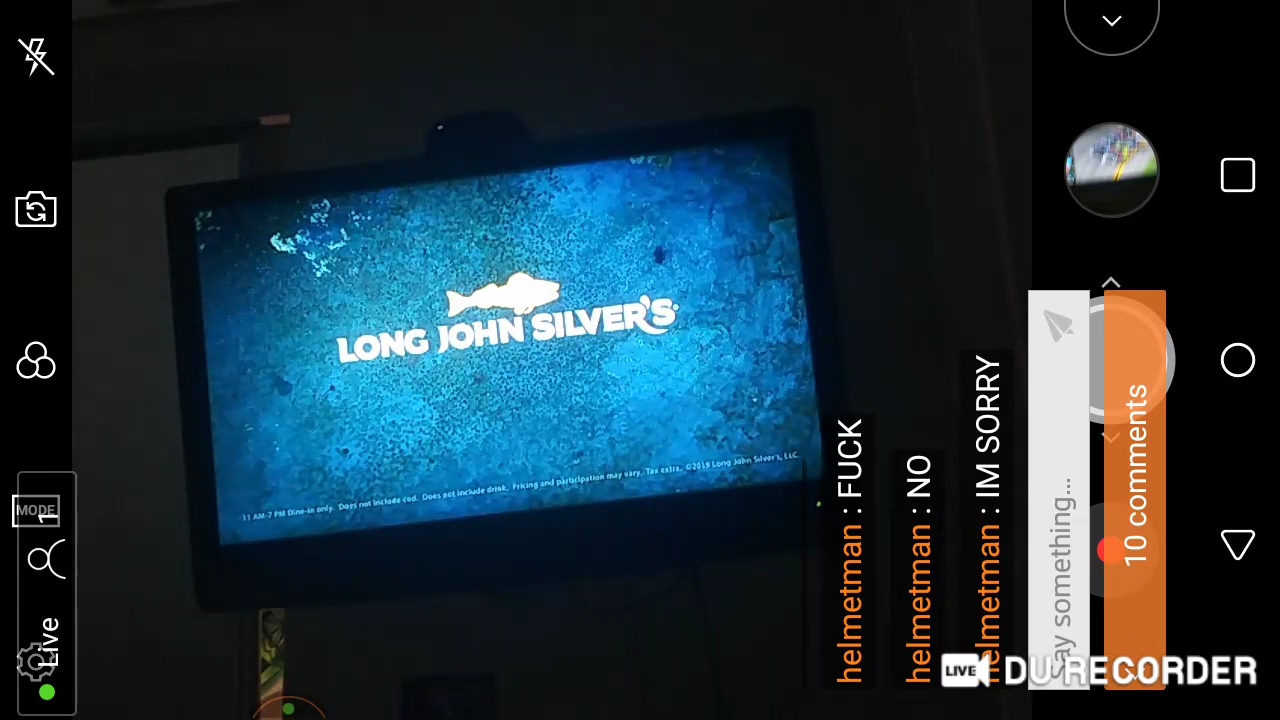 LONG JOHN SILVER'S
11 AM-7 PM Dine-in only. Does not include cod. Does not include drink. Pricing and participation may vary. Tax extra. ©2019 Long John Silver's, LLC
helmetman : FUCK
helmetman : NO
helmetman : IM SORRY
Say something...
10 comments
MODE
1
Live
LIVE DU RECORDER